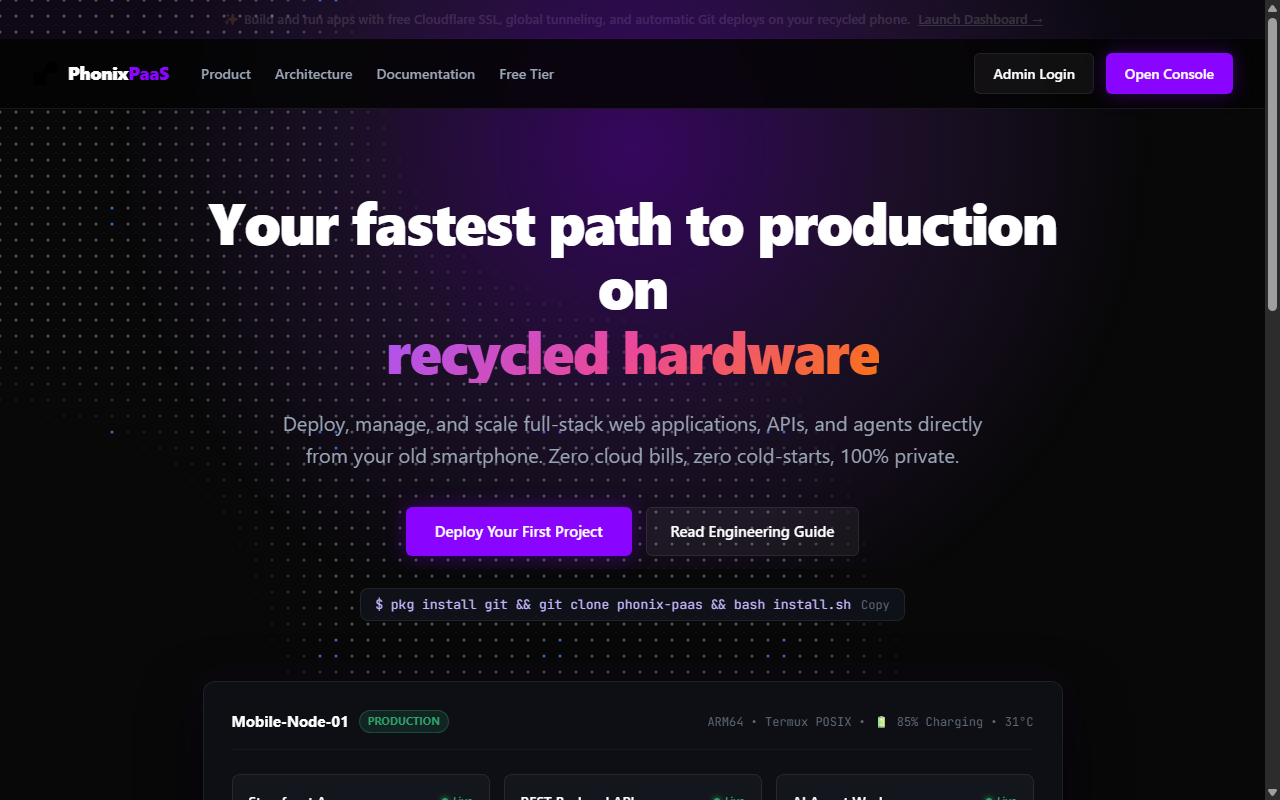 ✨ Build and run apps with free Cloudflare SSL, global tunneling, and automatic Git deploys on your recycled phone. Launch Dashboard →
PhonixPaaS Product Architecture Documentation Free Tier Admin Login Open Console
Your fastest path to production
on
recycled hardware
Deploy, manage, and scale full-stack web applications, APIs, and agents directly
from your old smartphone. Zero cloud bills, zero cold-starts, 100% private.
Deploy Your First Project Read Engineering Guide
$ pkg install git && git clone phonix-paas && bash install.sh Copy
Mobile-Node-01 PRODUCTION ARM64 • Termux POSIX • 🔋 85% Charging • 31°C